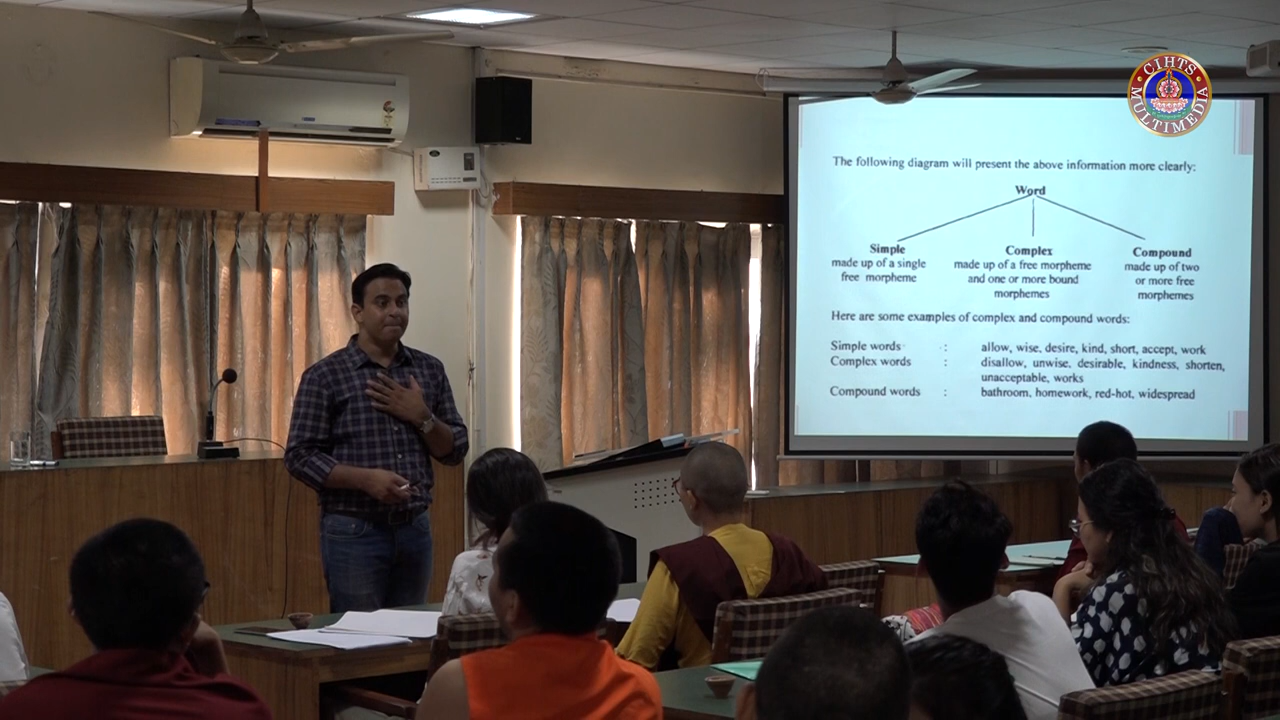 CIHTS
MULTIMEDIA
The following diagram will present the above information more clearly:
Word
Simple
made up of a single
free morpheme
Complex
made up of a free morpheme
and one or more bound
morphemes
Compound
made up of two
or more free
morphemes
Here are some examples of complex and compound words:
Simple words : allow, wise, desire, kind, short, accept, work
Complex words : disallow, unwise, desirable, kindness, shorten,
unacceptable, works
Compound words : bathroom, homework, red-hot, widespread